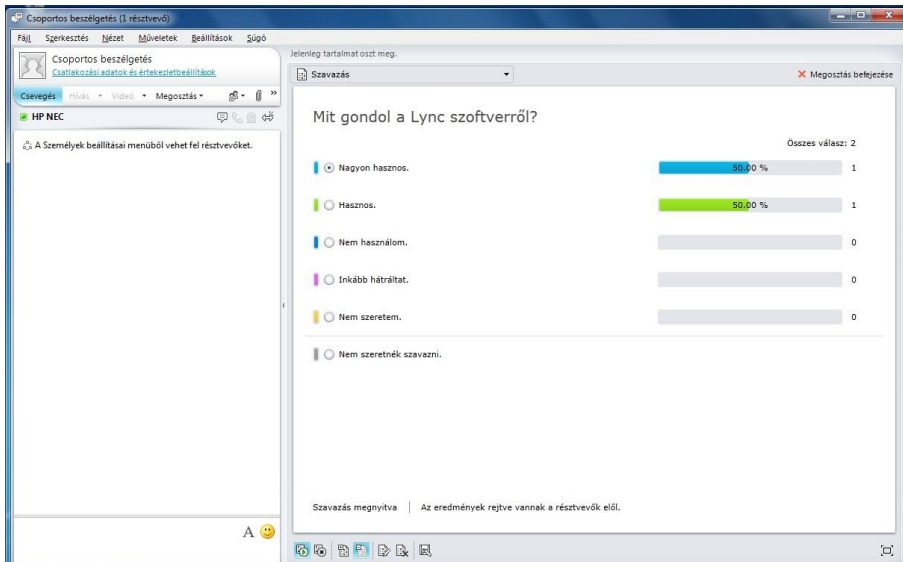 Csoportos beszélgetés (1 résztvevő)
Fájl Szerkesztés Nézet Műveletek Beállítások Súgó
Csoportos beszélgetés
Csatlakozási adatok és értekezletbeállítások
Csevegés Hívás Videó Megosztás
HP NEC
A Személyek beállításai menüből vehet fel résztvevőket.
A
Jelenleg tartalmat oszt meg.
Szavazás
Megosztás befejezése
Mit gondol a Lync szoftverről?
Összes válasz: 2
Nagyon hasznos. 50.00 % 1
Hasznos. 50.00 % 1
Nem használom. 0
Inkább hátráltat. 0
Nem szeretem. 0
Nem szeretnék szavazni.
Szavazás megnyitva Az eredmények rejtve vannak a résztvevők elől.